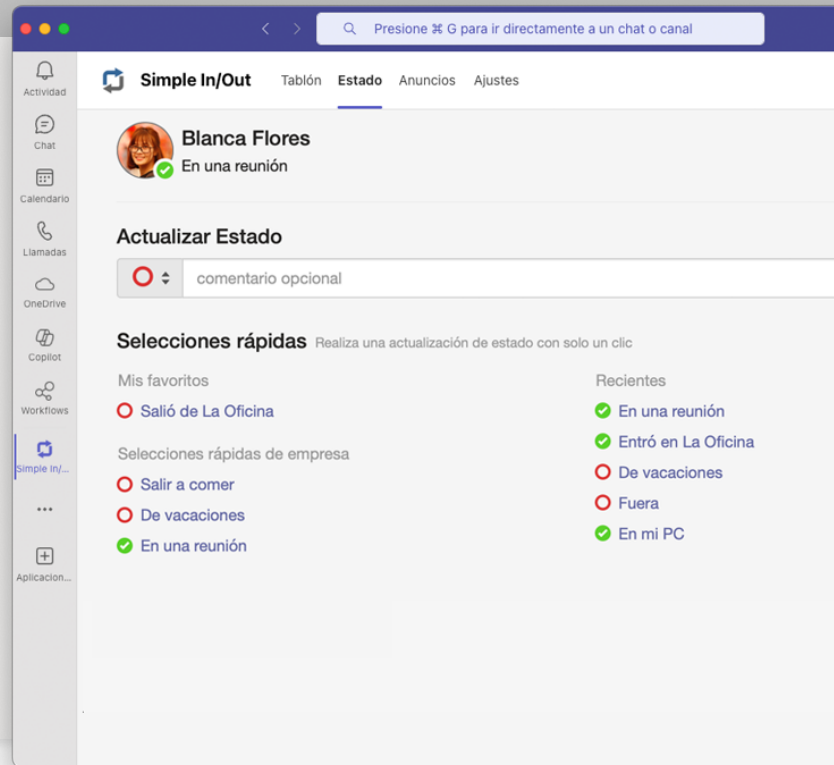 Presione ⌘ G para ir directamente a un chat o canal
Actividad
Chat
Calendario
Llamadas
OneDrive
Copilot
Workflows
Simple In/...
Aplicacion...
Simple In/Out Tablón Estado Anuncios Ajustes
Blanca Flores
En una reunión
Actualizar Estado
comentario opcional
Selecciones rápidas Realiza una actualización de estado con solo un clic
Mis favoritos
Salió de La Oficina
Selecciones rápidas de empresa
Salir a comer
De vacaciones
En una reunión
Recientes
En una reunión
Entró en La Oficina
De vacaciones
Fuera
En mi PC